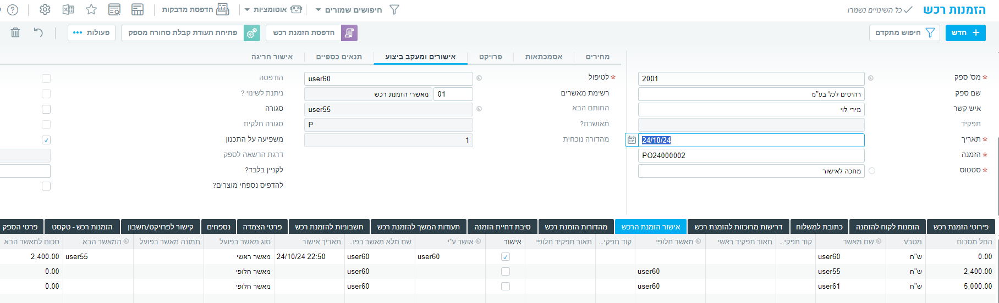 הזמנות רכש
כל השינויים נשמרו
חיפושים שמורים
אוטומציות
הדפסת מדבקות
?
+ חדש
חיפוש מתקדם
הדפסת הזמנת רכש
פתיחת תעודת קבלת סחורה מספק
פעולות
מחירים
אסמכתאות
פרויקט
אישורים ומעקב ביצוע
תנאים כספיים
אישור חריגה
* מס' ספק 2001
שם ספק רהיטים לכל בע"מ
איש קשר מירי לוי
תפקיד
* תאריך 24/10/24
* הזמנה PO24000002
* סטטוס מחכה לאישור
* לטיפול user60
רשימת מאשרים 01 מאשרי הזמנת רכש
החותם הבא user55
מאושרת? P
מהדורה נוכחית 1
הודפסה
ניתנת לשינוי ?
סגורה
סגורה חלקית
משפיעה על התכנון
דרגת הרשאה לספק
לקניין בלבד?
להדפיס נספחי מוצרים?
פירוטי הזמנת רכש
הזמנות לקוח להזמנה
כתובת למשלוח
דרישות מרוכזות להזמנת רכש
אישור הזמנת הרכש
מהדורות הזמנת רכש
סיבת דחיית הזמנה
תעודות המשך להזמנת רכש
חשבוניות להזמנת רכש
פרטי הצמדה
נספחים
קישור לפרויקט/חשבון
הזמנות רכש - טקסט
פרטי הספק
החל מסכום מטבע שם מאשר קוד תפקי... תאור תפקיד ראשי מאשר חלופי קוד תפקי... תאור תפקיד חלופי אישור אושר ע"י שם מלא מאשר בפו... תאריך אישור סוג מאשר בפועל תמונה מאשר בפועל המאשר הבא סכום למאשר הבא
0.00 ש"ח user60 user60 user60 24/10/24 22:50 מאשר ראשי user55 2,400.00
2,400.00 ש"ח user55 user60 user60 מאשר חלופי 0.00
5,000.00 ש"ח user61 user60 user60 מאשר חלופי 0.00